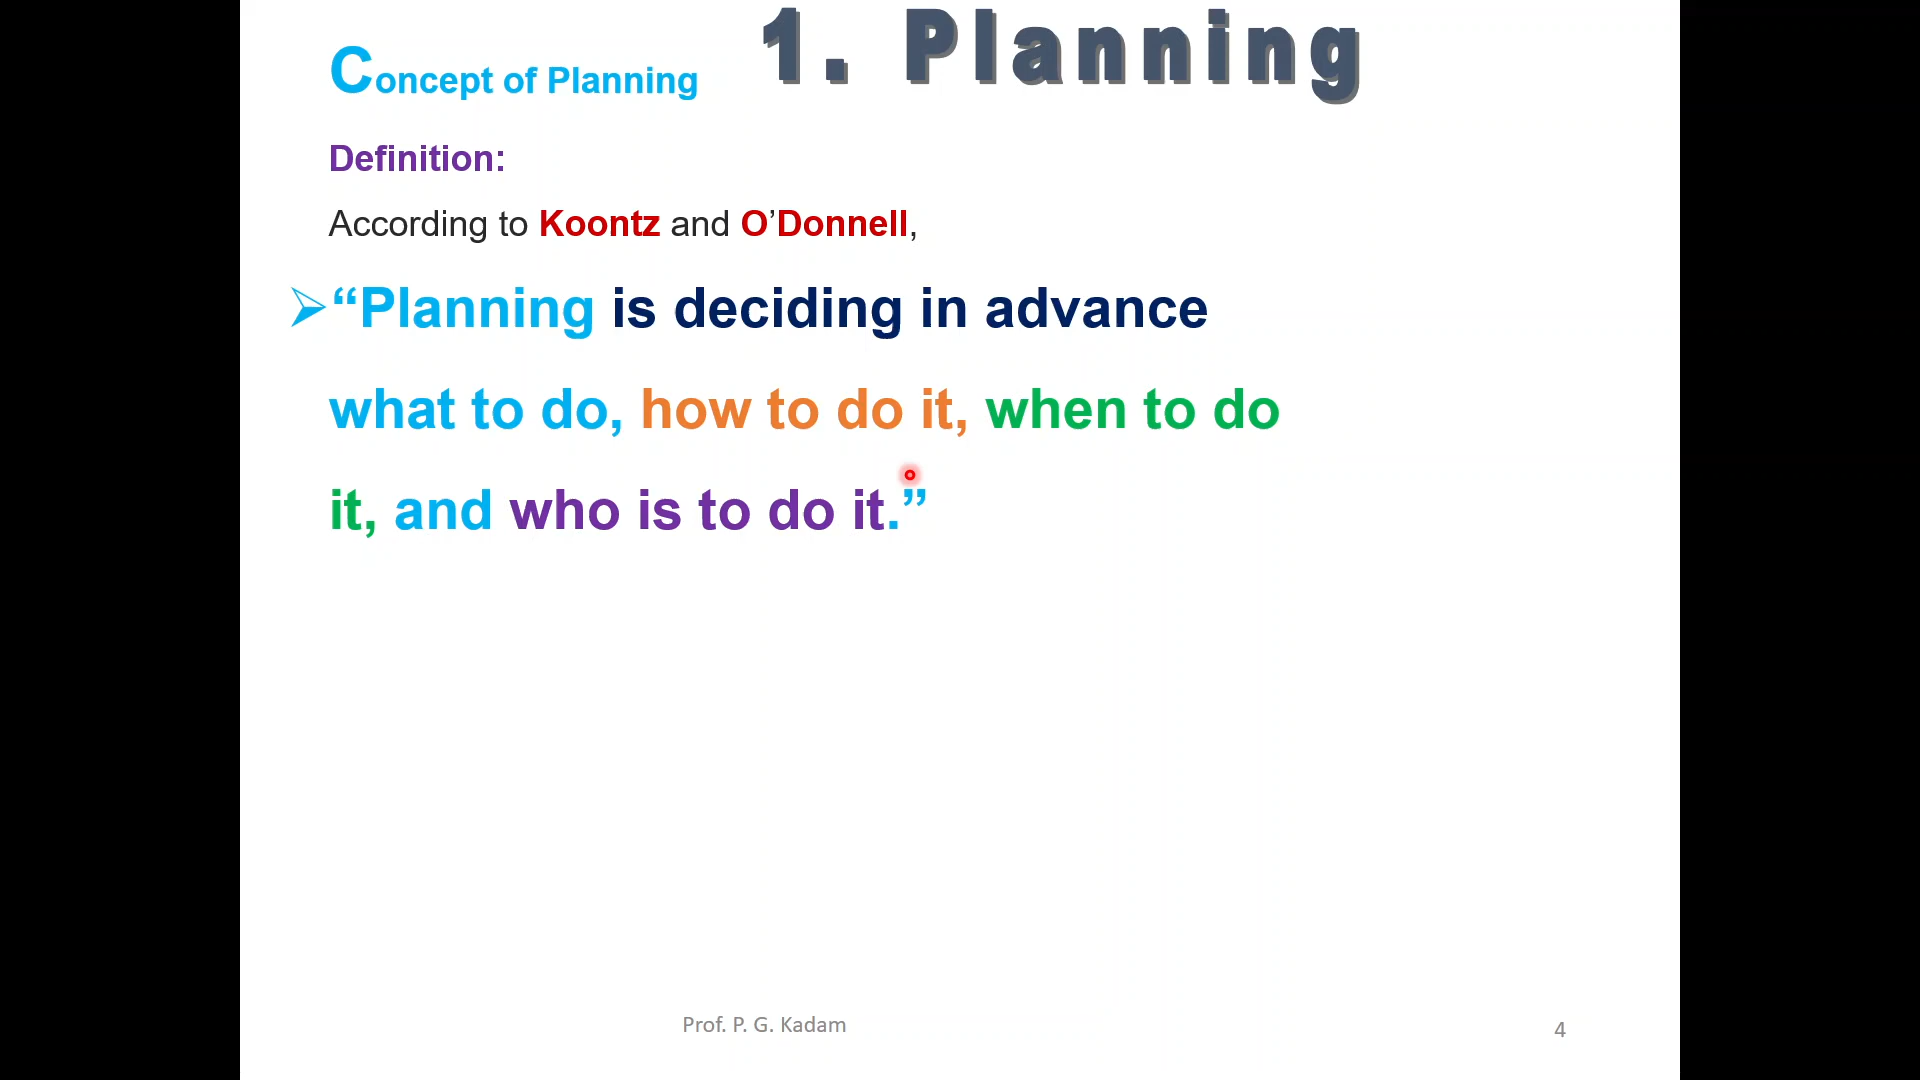 1. Planning
Concept of Planning
Definition:
According to Koontz and O’Donnell,
“Planning is deciding in advance
what to do, how to do it, when to do
it, and who is to do it.”
Prof. P. G. Kadam
4